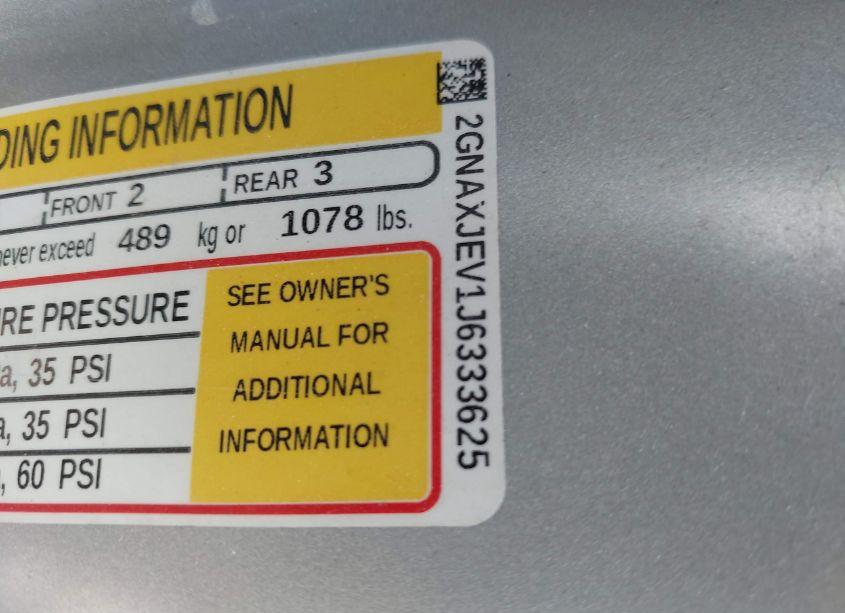 DING INFORMATION
FRONT 2 REAR 3
never exceed 489 kg or 1078 lbs.
IRE PRESSURE
a, 35 PSI
a, 35 PSI
, 60 PSI
SEE OWNER'S
MANUAL FOR
ADDITIONAL
INFORMATION
2GNAXJEV1J6333625